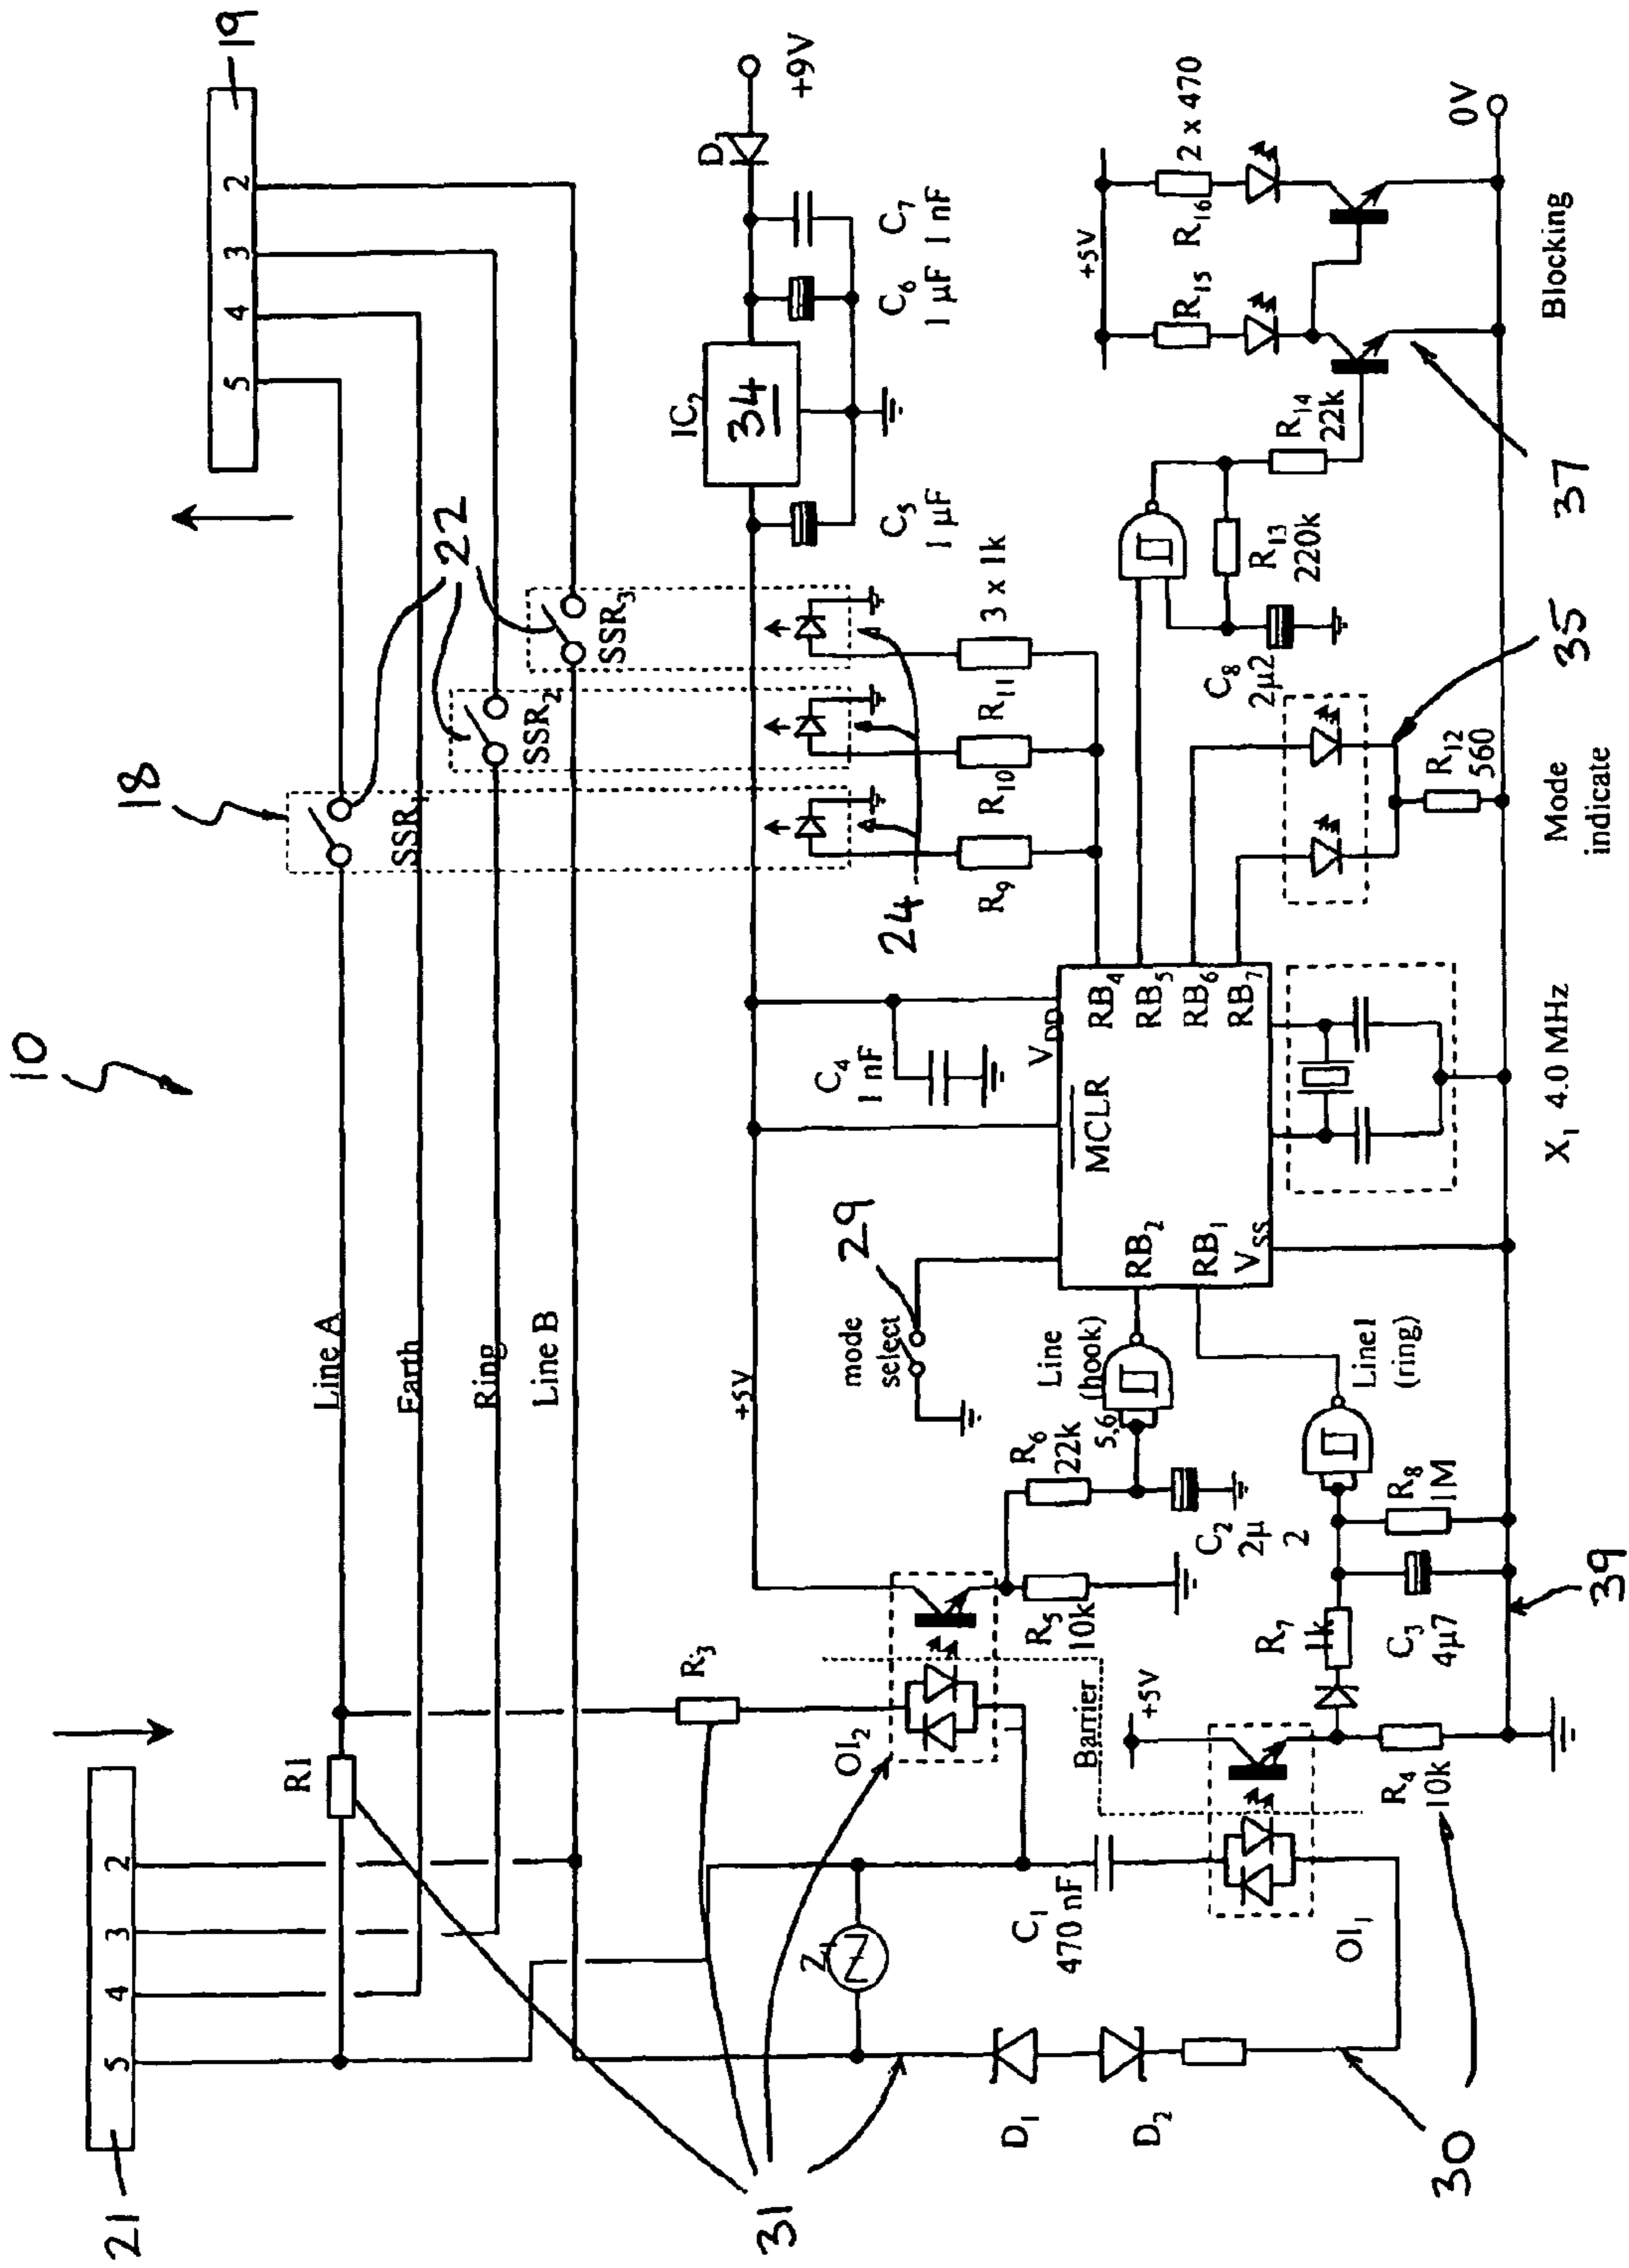 10
21
5
4
3
2
19
5
4
3
2
18
22
R1
Line A
Earth
Ring
Line B
SSR1
SSR2
SSR3
31
R3
OI2
+5V
IC2
34
D
+9V
C5
1 µF
C6
1 µF
C7
1 nF
24
R9
R10
R11
3 x 1k
mode
select
29
C4
1 nF
VDD
MCLR
RB4
RB5
RB6
RB7
RB2
RB1
VSS
Line
(hook)
5,6
R6
22k
R5
10k
C2
2µ
2
Barrier
+5V
Z1
C1
470 nF
OI1
D1
D2
30
R4
10k
R7
1k
C3
4µ7
R8
1M
Line1
(ring)
39
X1 4.0 MHz
Mode
indicate
R12
560
35
C8
2µ2
R13
220k
R14
22k
37
+5V
R15
R16
2 x 470
0V
Blocking